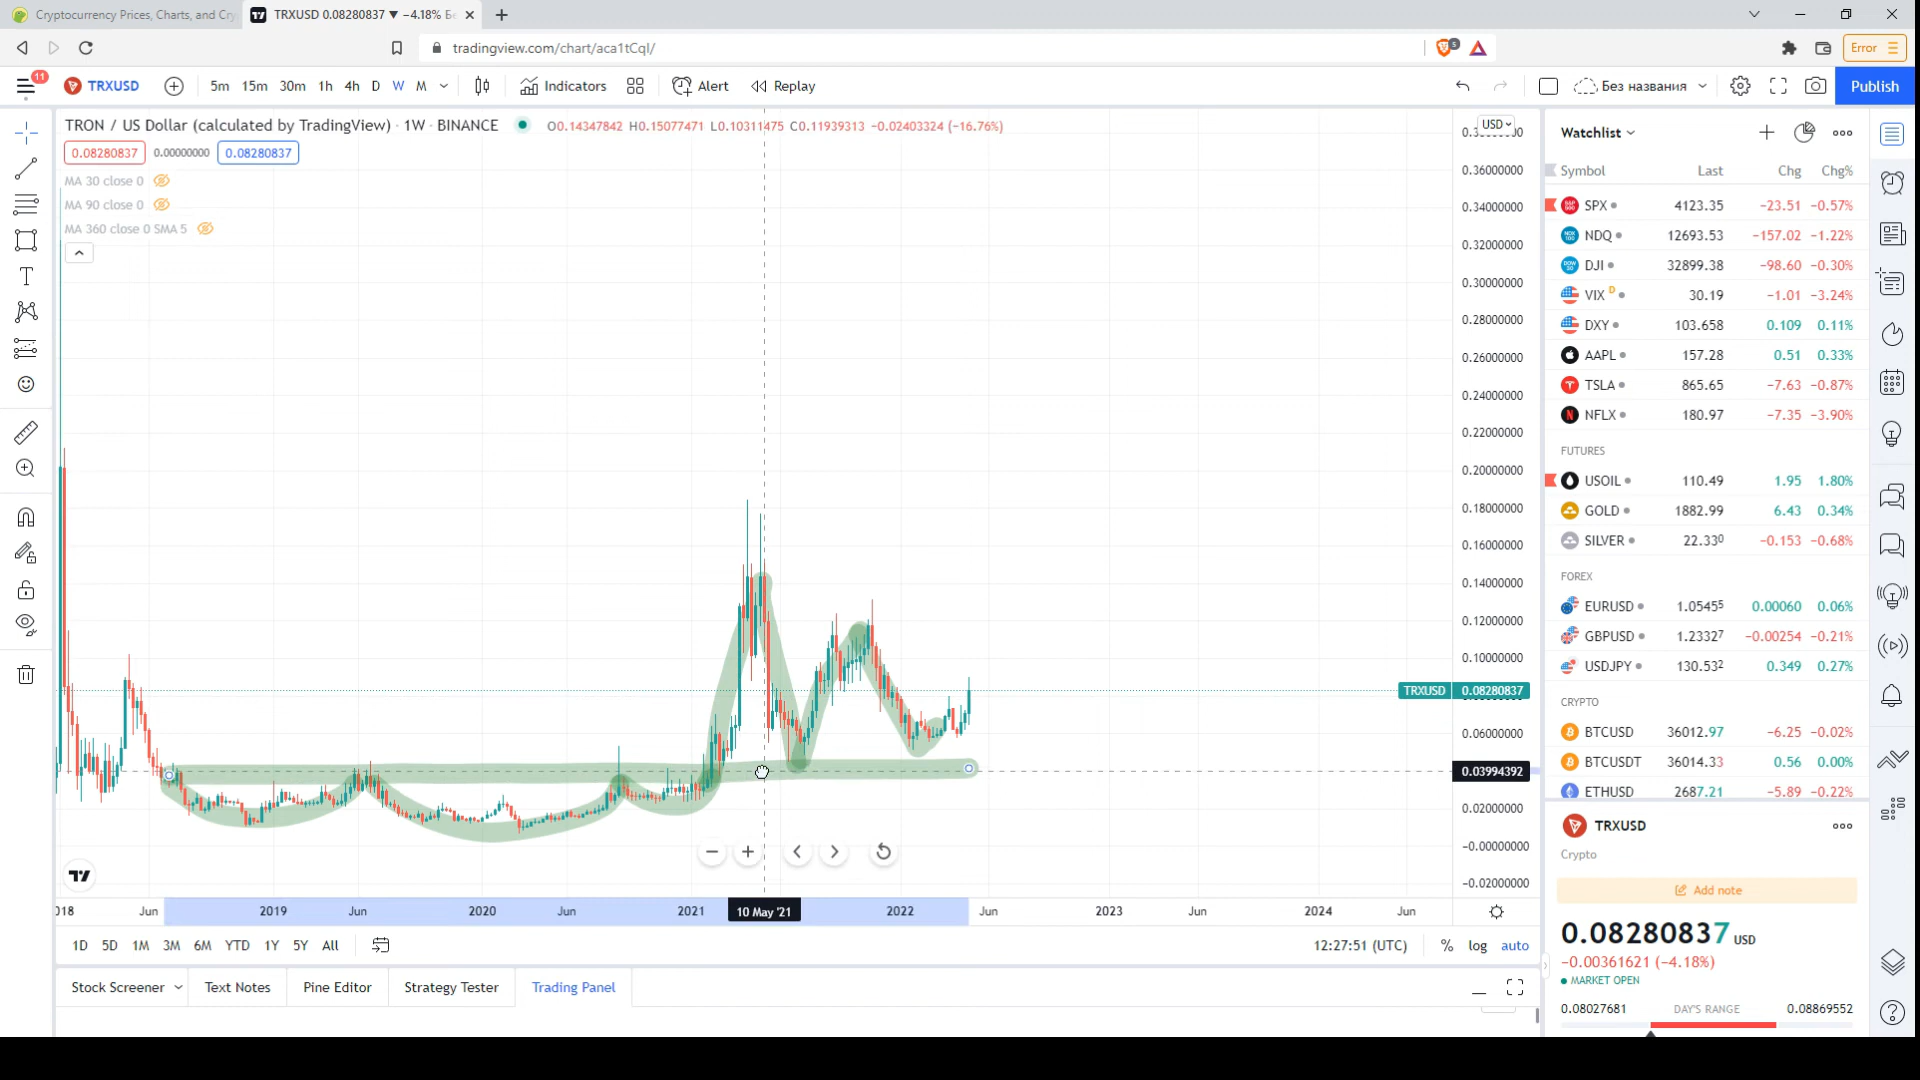 Cryptocurrency Prices, Charts, and Cry
TRXUSD 0.08280837 ▼ −4.18% Бе
tradingview.com/chart/aca1tCqI/
5
Error
11
TRXUSD
5m 15m 30m 1h 4h D W M
Indicators
Alert
Replay
Без названия
Publish
TRON / US Dollar (calculated by TradingView) · 1W · BINANCE
O0.14347842 H0.15077471 L0.10311475 C0.11939313 −0.02403324 (−16.76%)
0.08280837 0.00000000 0.08280837
MA 30 close 0
MA 90 close 0
MA 360 close 0 SMA 5
USD
0.36000000
0.34000000
0.32000000
0.30000000
0.28000000
0.26000000
0.24000000
0.22000000
0.20000000
0.18000000
0.16000000
0.14000000
0.12000000
0.10000000
TRXUSD 0.08280837
0.06000000
0.03994392
0.02000000
−0.00000000
−0.02000000
018 Jun 2019 Jun 2020 Jun 2021 10 May '21 2022 Jun 2023 Jun 2024 Jun
1D 5D 1M 3M 6M YTD 1Y 5Y All
12:27:51 (UTC) % log auto
Stock Screener Text Notes Pine Editor Strategy Tester Trading Panel
Watchlist
Symbol Last Chg Chg%
SPX 4123.35 −23.51 −0.57%
NDQ 12693.53 −157.02 −1.22%
DJI 32899.38 −98.60 −0.30%
VIX D 30.19 −1.01 −3.24%
DXY 103.658 0.109 0.11%
AAPL 157.28 0.51 0.33%
TSLA 865.65 −7.63 −0.87%
NFLX 180.97 −7.35 −3.90%
FUTURES
USOIL 110.49 1.95 1.80%
GOLD 1882.99 6.43 0.34%
SILVER 22.330 −0.153 −0.68%
FOREX
EURUSD 1.05455 0.00060 0.06%
GBPUSD 1.23327 −0.00254 −0.21%
USDJPY 130.532 0.349 0.27%
CRYPTO
BTCUSD 36012.97 −6.25 −0.02%
BTCUSDT 36014.33 0.56 0.00%
ETHUSD 2687.21 −5.89 −0.22%
TRXUSD
Crypto
Add note
0.08280837 USD
−0.00361621 (−4.18%)
MARKET OPEN
0.08027681 DAY'S RANGE 0.08869552